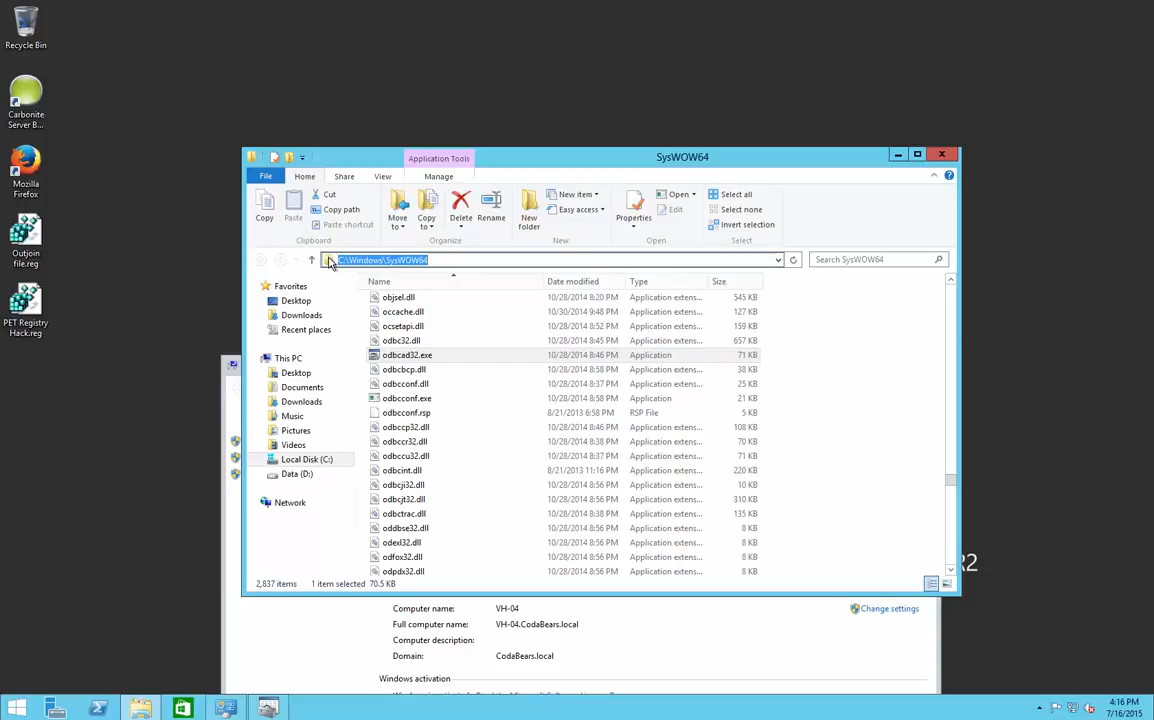 Recycle Bin
Carbonite
Server B...
Mozilla
Firefox
Outjoin
file.reg
PET Registry
Hack.reg
Application Tools
SysWOW64
File
Home
Share
View
Manage
Copy
Paste
Cut
Copy path
Paste shortcut
Clipboard
Move
to
Copy
to
Delete
Rename
Organize
New
folder
New item
Easy access
New
Properties
Open
Edit
Open
Select all
Select none
Invert selection
Select
C:\Windows\SysWOW64
Search SysWOW64
Favorites
Desktop
Downloads
Recent places
This PC
Desktop
Documents
Downloads
Music
Pictures
Videos
Local Disk (C:)
Data (D:)
Network
Name Date modified Type Size
objsel.dll 10/28/2014 8:20 PM Application extens... 545 KB
occache.dll 10/30/2014 9:48 PM Application extens... 127 KB
ocsetapi.dll 10/28/2014 8:52 PM Application extens... 159 KB
odbc32.dll 10/28/2014 8:45 PM Application extens... 657 KB
odbcad32.exe 10/28/2014 8:46 PM Application 71 KB
odbcbcp.dll 10/28/2014 8:58 PM Application extens... 38 KB
odbcconf.dll 10/28/2014 8:37 PM Application extens... 25 KB
odbcconf.exe 10/28/2014 8:58 PM Application 21 KB
odbcconf.rsp 8/21/2013 6:58 PM RSP File 5 KB
odbccp32.dll 10/28/2014 8:46 PM Application extens... 108 KB
odbccr32.dll 10/28/2014 8:38 PM Application extens... 70 KB
odbccu32.dll 10/28/2014 8:37 PM Application extens... 71 KB
odbcint.dll 8/21/2013 11:16 PM Application extens... 220 KB
odbcji32.dll 10/28/2014 8:56 PM Application extens... 10 KB
odbcjt32.dll 10/28/2014 8:56 PM Application extens... 310 KB
odbctrac.dll 10/28/2014 8:38 PM Application extens... 135 KB
oddbse32.dll 10/28/2014 8:56 PM Application extens... 8 KB
odexl32.dll 10/28/2014 8:56 PM Application extens... 8 KB
odfox32.dll 10/28/2014 8:56 PM Application extens... 8 KB
odpdx32.dll 10/28/2014 8:56 PM Application extens... 8 KB
2,837 items 1 item selected 70.5 KB
R2
Computer name: VH-04
Change settings
Full computer name: VH-04.CodaBears.local
Computer description:
Domain: CodaBears.local
Windows activation
4:16 PM
7/16/2015